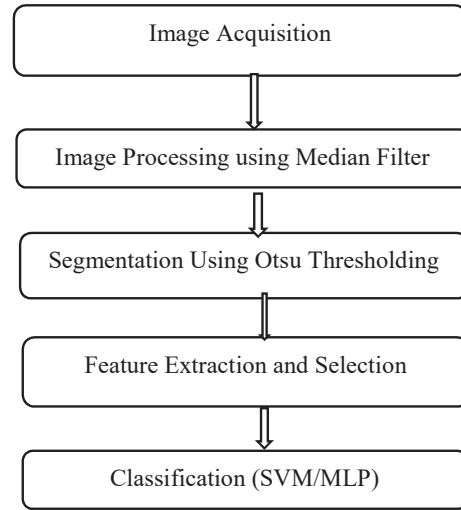 Image Acquisition
Image Processing using Median Filter
Segmentation Using Otsu Thresholding
Feature Extraction and Selection
Classification (SVM/MLP)